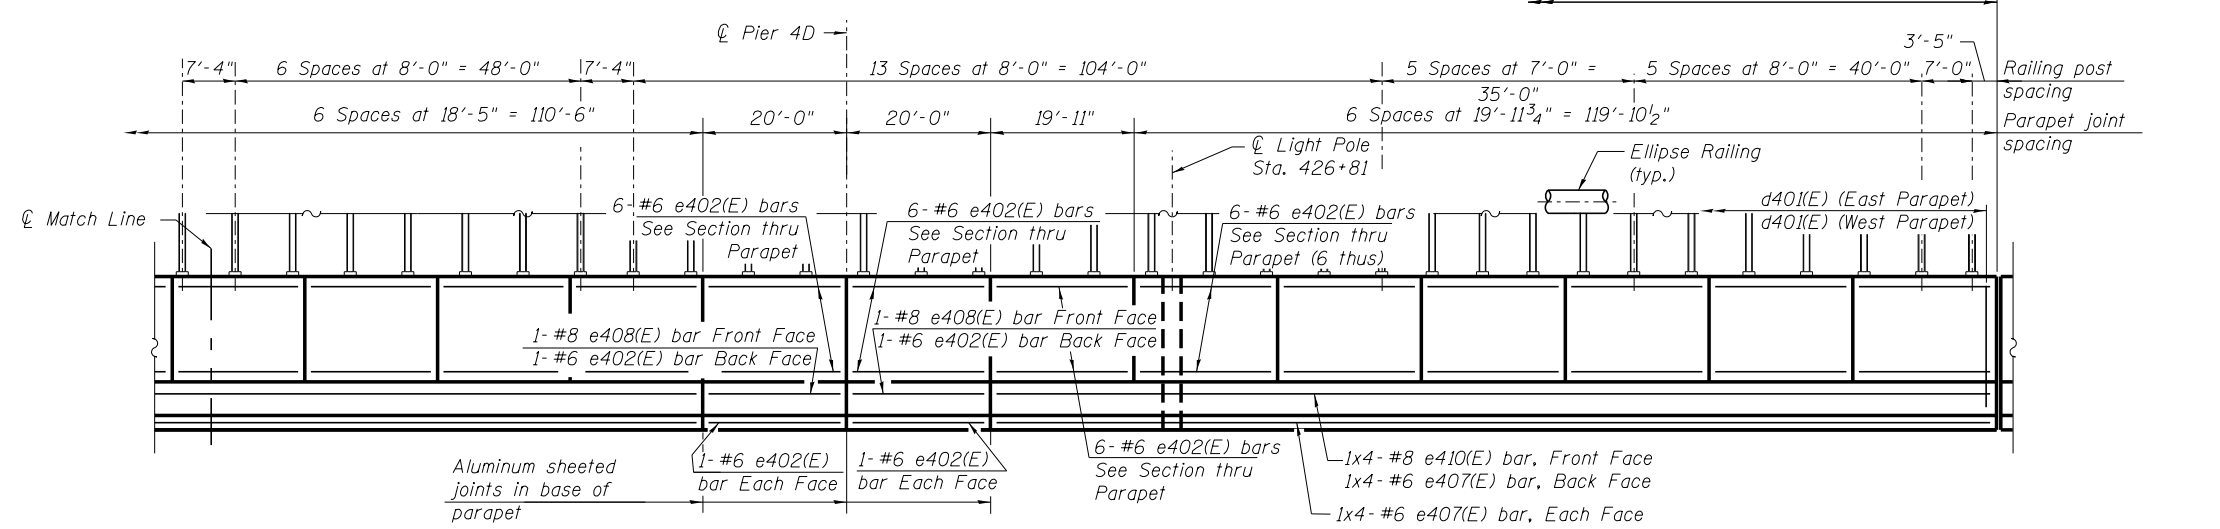 ℄ Pier 4D
3'-5"
7'-4"
6 Spaces at 8'-0" = 48'-0"
7'-4"
13 Spaces at 8'-0" = 104'-0"
5 Spaces at 7'-0" =
35'-0"
5 Spaces at 8'-0" = 40'-0"
7'-0"
Railing post
spacing
6 Spaces at 18'-5" = 110'-6"
20'-0"
20'-0"
19'-11"
6 Spaces at 19'-11¾" = 119'-10½"
Parapet joint
spacing
℄ Light Pole
Sta. 426+81
Ellipse Railing
(typ.)
℄ Match Line
6-#6 e402(E) bars
See Section thru
Parapet
6-#6 e402(E) bars
See Section thru
Parapet
6-#6 e402(E) bars
See Section thru
Parapet (6 thus)
d401(E) (East Parapet)
d401(E) (West Parapet)
1-#8 e408(E) bar Front Face
1-#6 e402(E) bar Back Face
1-#8 e408(E) bar Front Face
1-#6 e402(E) bar Back Face
Aluminum sheeted
joints in base of
parapet
1-#6 e402(E)
bar Each Face
1-#6 e402(E)
bar Each Face
6-#6 e402(E) bars
See Section thru
Parapet
1x4-#8 e410(E) bar, Front Face
1x4-#6 e407(E) bar, Back Face
1x4-#6 e407(E) bar, Each Face